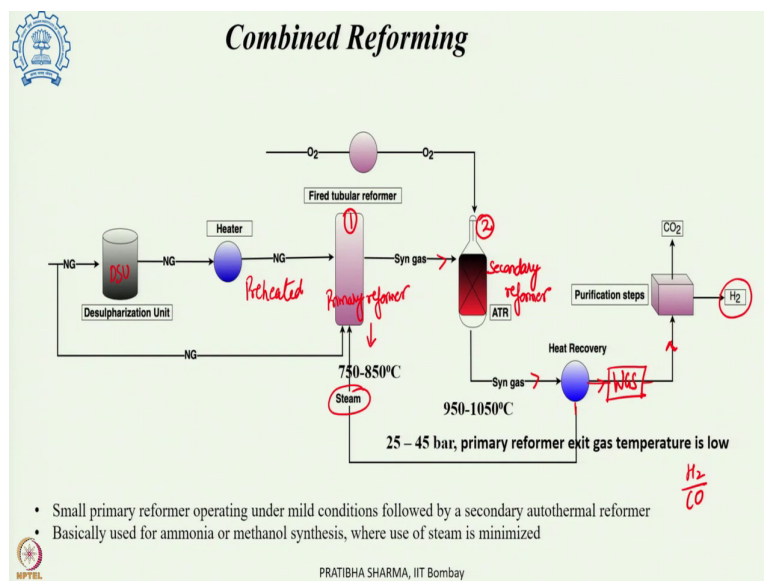 Combined Reforming
O2
O2
Fired tubular reformer
1
2
Heater
NG
DSU
NG
NG
Syn gas
Secondary
reformer
CO2
Preheated
Primary reformer
Purification steps
H2
Desulpharization Unit
ATR
NG
Heat Recovery
750-850⁰C
Syn gas
WGS
Steam
950-1050⁰C
25 – 45 bar, primary reformer exit gas temperature is low
H2
CO
• Small primary reformer operating under mild conditions followed by a secondary autothermal reformer
• Basically used for ammonia or methanol synthesis, where use of steam is minimized
NPTEL
PRATIBHA SHARMA, IIT Bombay